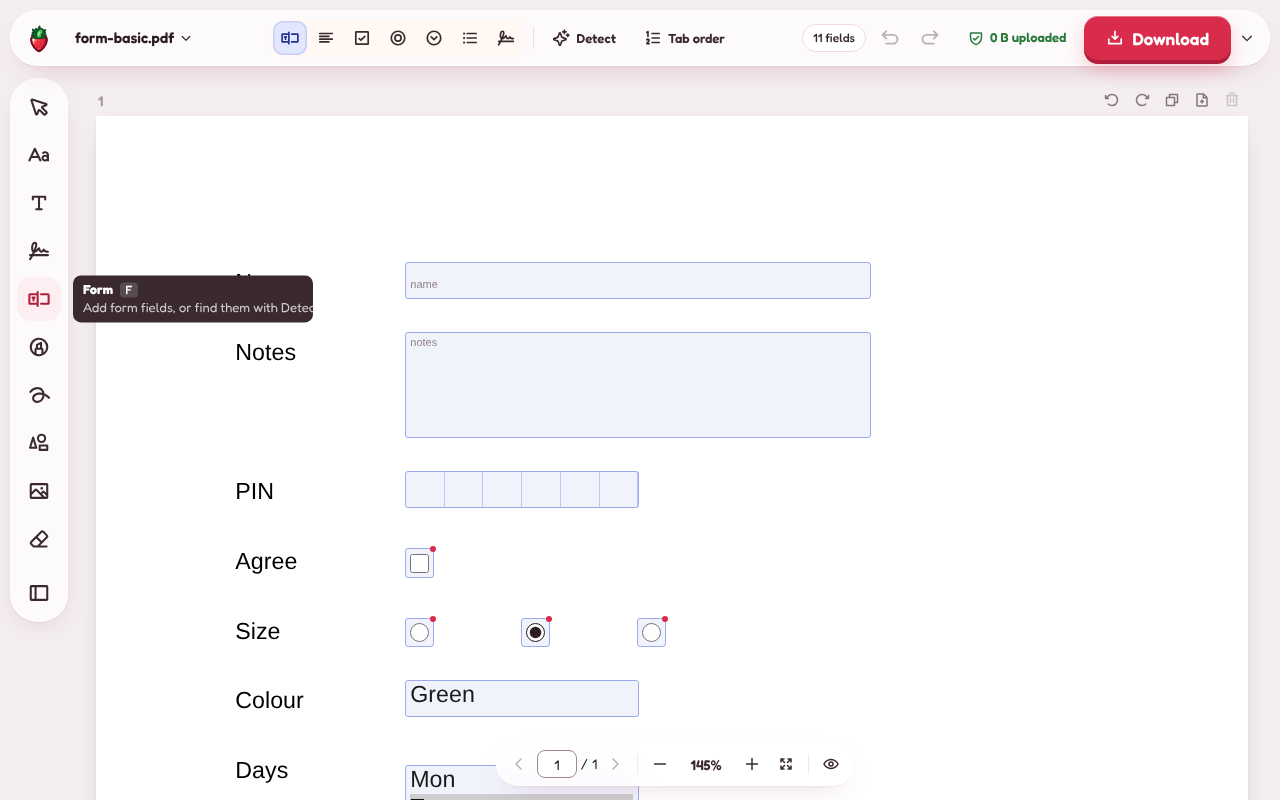 form-basic.pdf
Detect
Tab order
11 fields
0 B uploaded
Download
1
Aa
T
Form F
Add form fields, or find them with Detec
name
Notes
notes
PIN
Agree
Size
Colour
Green
Days
Mon
1 / 1
145%